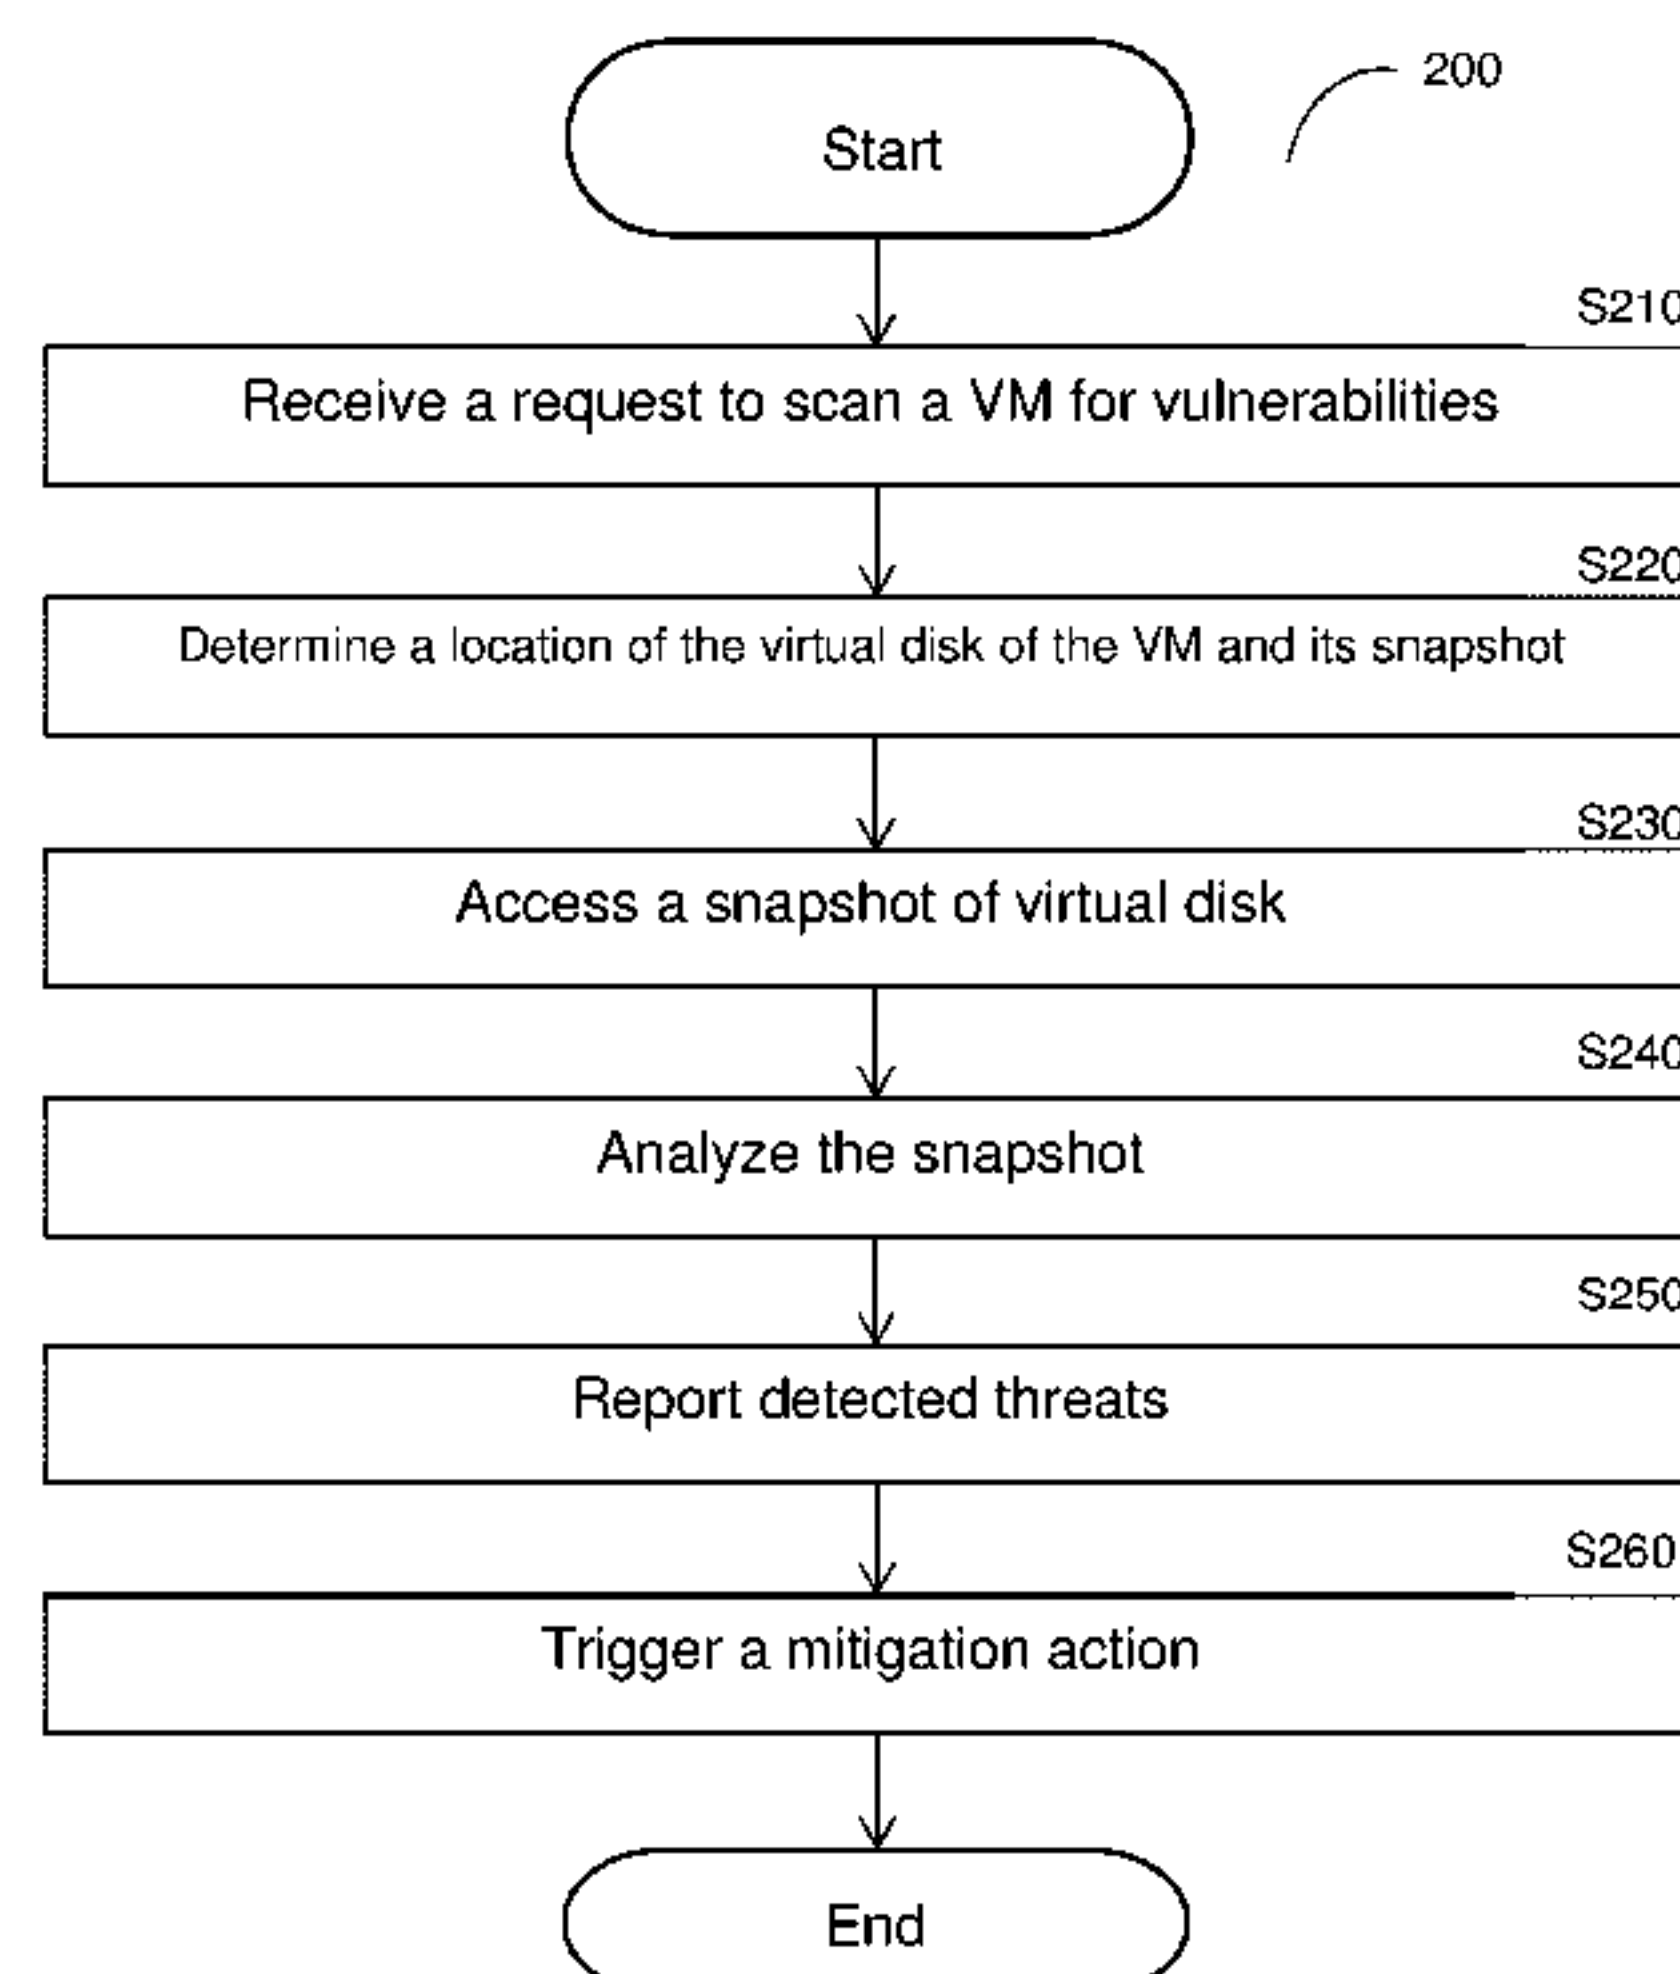 Start
200
S210
Receive a request to scan a VM for vulnerabilities
S220
Determine a location of the virtual disk of the VM and its snapshot
S230
Access a snapshot of virtual disk
S240
Analyze the snapshot
S250
Report detected threats
S260
Trigger a mitigation action
End